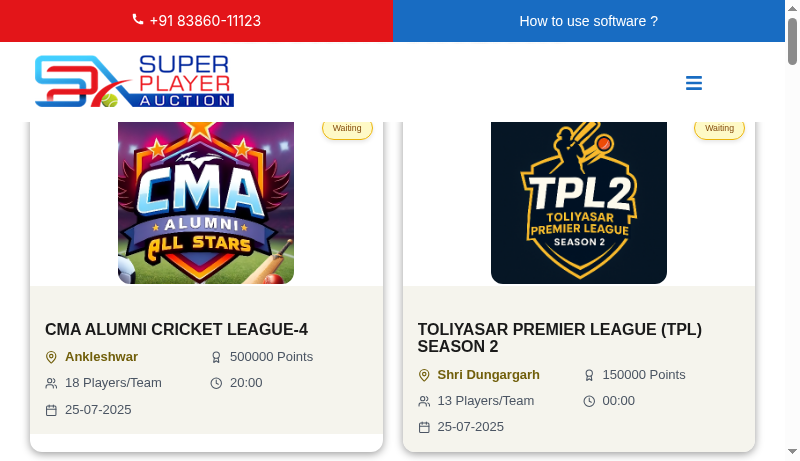 +91 83860-11123
How to use software ?
SUPER
PLAYER
AUCTION
Waiting
CMA
ALUMNI
ALL STARS
CMA ALUMNI CRICKET LEAGUE-4
Ankleshwar
500000 Points
18 Players/Team
20:00
25-07-2025
Waiting
TPL2
TOLIYASAR
PREMIER LEAGUE
SEASON 2
TOLIYASAR PREMIER LEAGUE (TPL)
SEASON 2
Shri Dungargarh
150000 Points
13 Players/Team
00:00
25-07-2025